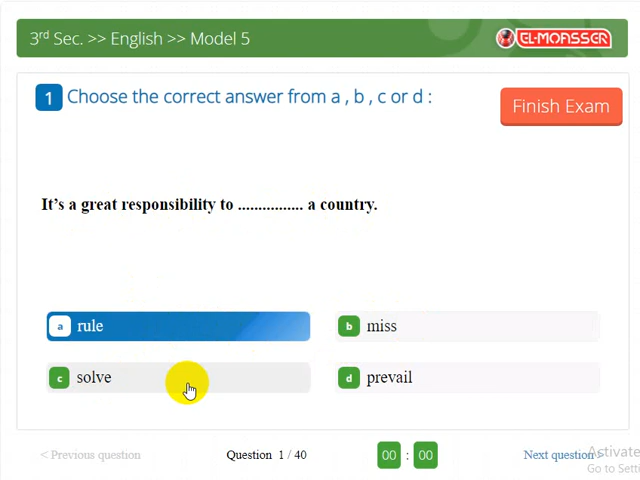 3rd Sec. >> English >> Model 5
EL-MOASSER
1 Choose the correct answer from a , b , c or d :
Finish Exam
It's a great responsibility to ................ a country.
a rule
b miss
c solve
d prevail
< Previous question
Question 1 / 40
00 : 00
Next question >
Activate
Go to Setti